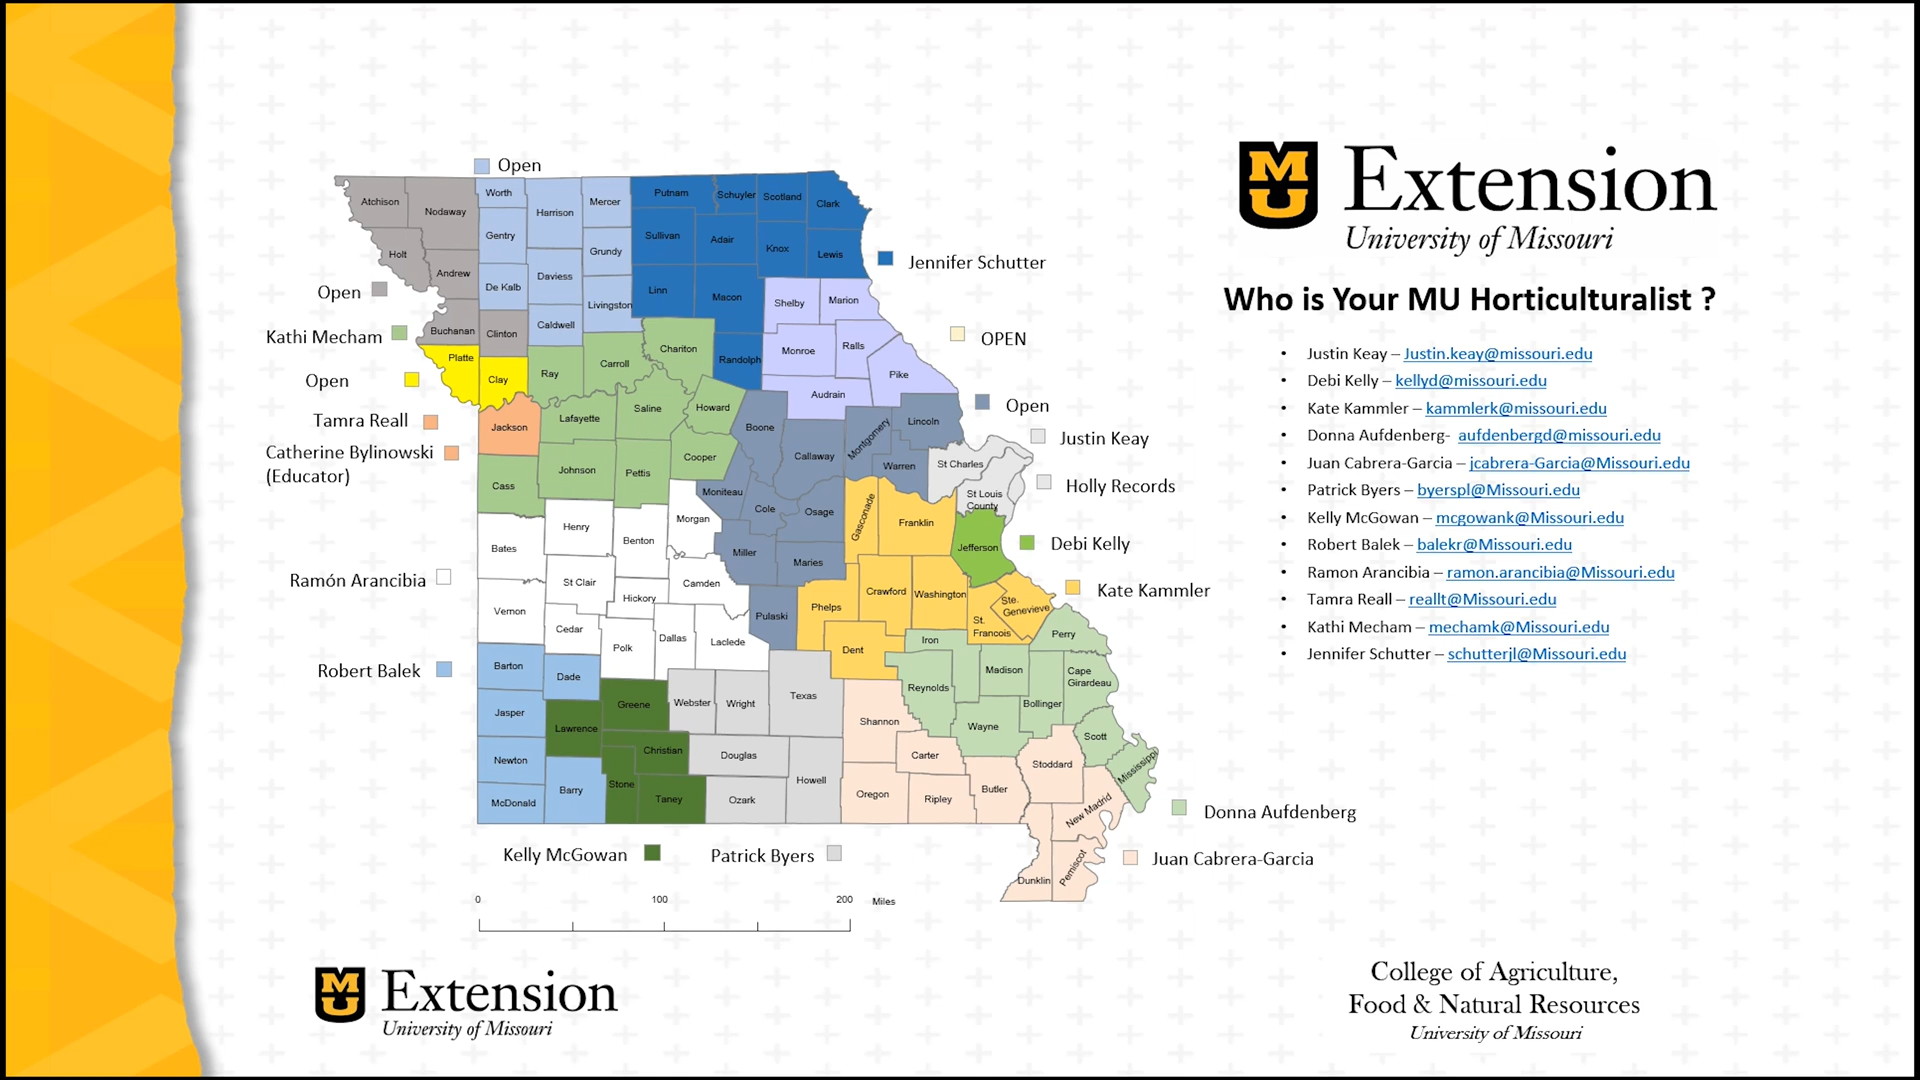 MU Extension
University of Missouri
Who is Your MU Horticulturalist ?
• Justin Keay – Justin.keay@missouri.edu
• Debi Kelly – kellyd@missouri.edu
• Kate Kammler – kammlerk@missouri.edu
• Donna Aufdenberg- aufdenbergd@missouri.edu
• Juan Cabrera-Garcia – jcabrera-Garcia@Missouri.edu
• Patrick Byers – byerspl@Missouri.edu
• Kelly McGowan – mcgowank@Missouri.edu
• Robert Balek – balekr@Missouri.edu
• Ramon Arancibia – ramon.arancibia@Missouri.edu
• Tamra Reall – reallt@Missouri.edu
• Kathi Mecham – mechamk@Missouri.edu
• Jennifer Schutter – schutterjl@Missouri.edu
Open
Jennifer Schutter
Open
Kathi Mecham
OPEN
Open
Open
Tamra Reall
Justin Keay
Catherine Bylinowski
(Educator)
Holly Records
Debi Kelly
Ramón Arancibia
Kate Kammler
Robert Balek
Donna Aufdenberg
Kelly McGowan
Patrick Byers
Juan Cabrera-Garcia
Atchison
Nodaway
Worth
Harrison
Mercer
Putnam
Schuyler
Scotland
Clark
Gentry
Sullivan
Adair
Knox
Lewis
Holt
Andrew
De Kalb
Daviess
Grundy
Livingston
Linn
Macon
Shelby
Marion
Buchanan
Clinton
Caldwell
Chariton
Randolph
Monroe
Ralls
Pike
Platte
Clay
Ray
Carroll
Audrain
Jackson
Lafayette
Saline
Howard
Boone
Callaway
Montgomery
Lincoln
Warren
St Charles
St Louis
County
Cass
Johnson
Pettis
Cooper
Moniteau
Cole
Osage
Gasconade
Franklin
Jefferson
Bates
Henry
Benton
Morgan
Miller
Maries
Vernon
St Clair
Hickory
Camden
Pulaski
Phelps
Crawford
Washington
Ste.
Genevieve
St.
Francois
Cedar
Polk
Dallas
Laclede
Dent
Iron
Perry
Barton
Dade
Greene
Webster
Wright
Texas
Reynolds
Madison
Cape
Girardeau
Bollinger
Jasper
Lawrence
Christian
Douglas
Shannon
Wayne
Scott
Mississippi
Newton
Barry
Stone
Taney
Ozark
Howell
Carter
Stoddard
McDonald
Oregon
Ripley
Butler
New Madrid
Dunklin
Pemiscot
0 100 200 Miles
MU Extension
University of Missouri
College of Agriculture,
Food & Natural Resources
University of Missouri